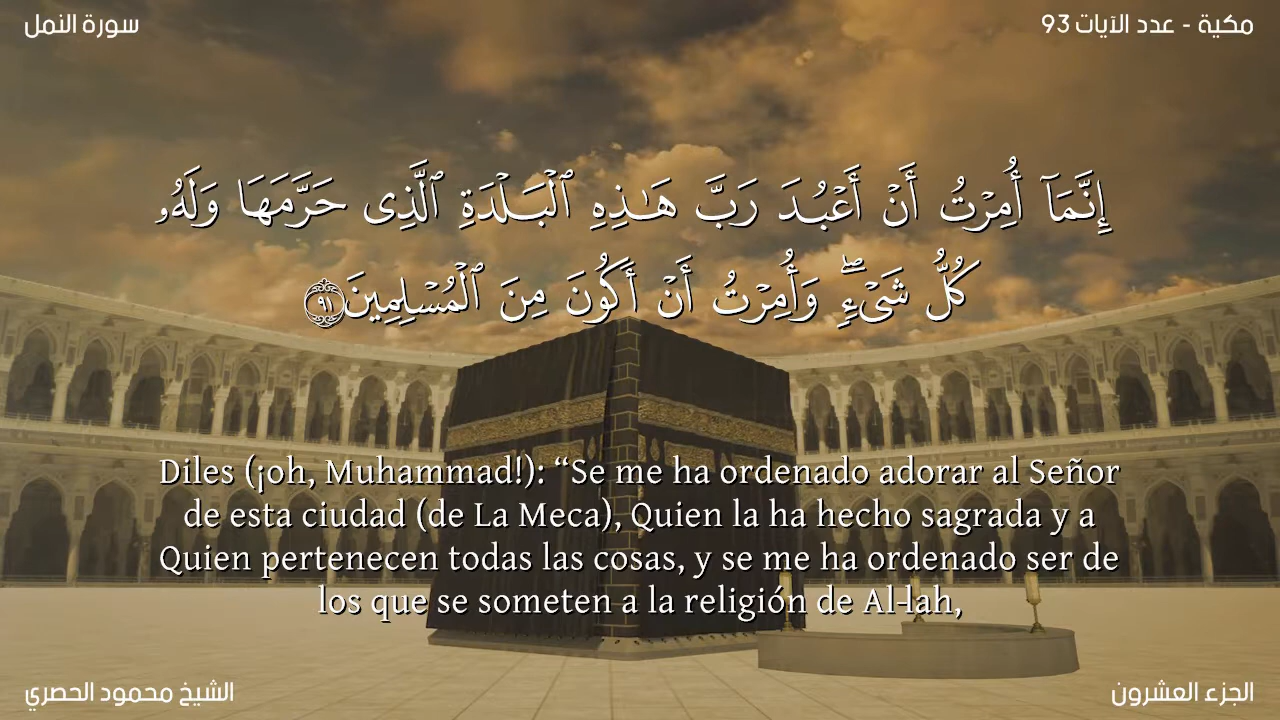 سورة النمل
مكية - عدد الآيات 93
إِنَّمَآ أُمِرْتُ أَنْ أَعْبُدَ رَبَّ هَـٰذِهِ ٱلْبَلْدَةِ ٱلَّذِى حَرَّمَهَا وَلَهُۥ
كُلُّ شَىْءٍۢ ۖ وَأُمِرْتُ أَنْ أَكُونَ مِنَ ٱلْمُسْلِمِينَ ٩١
Diles (¡oh, Muhammad!): “Se me ha ordenado adorar al Señor
de esta ciudad (de La Meca), Quien la ha hecho sagrada y a
Quien pertenecen todas las cosas, y se me ha ordenado ser de
los que se someten a la religión de Al-lah,
الشيخ محمود الحصري
الجزء العشرون